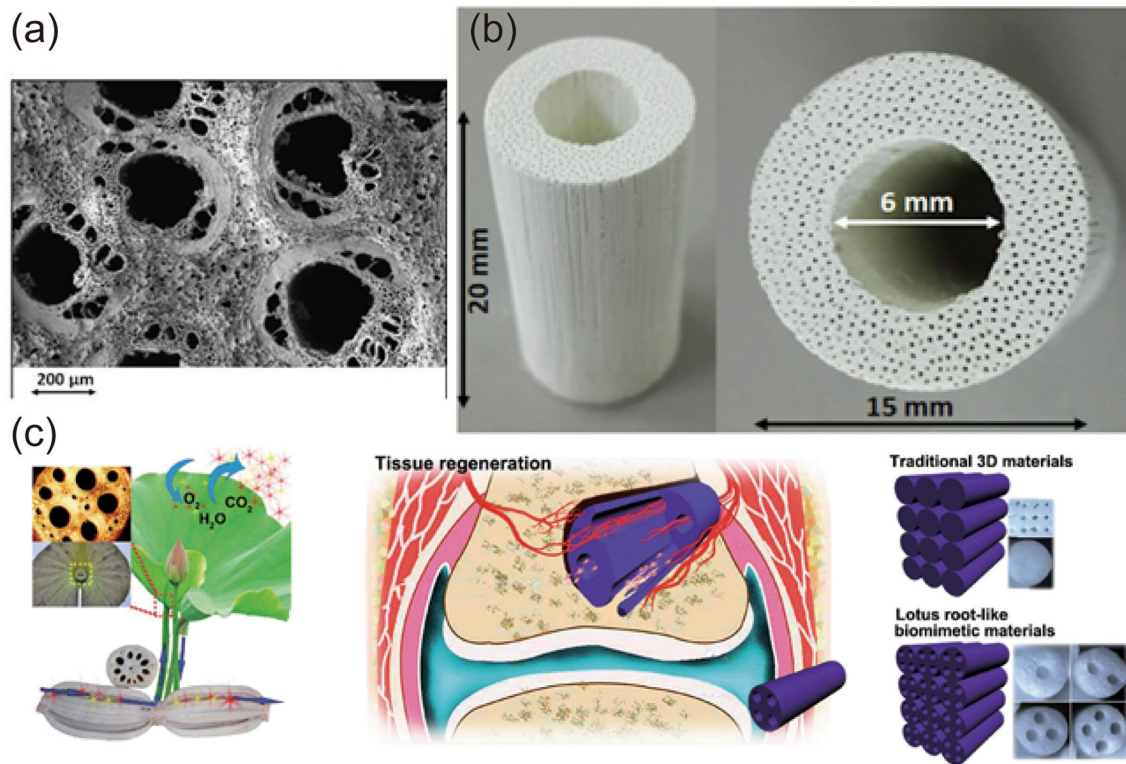 (a)
200 µm
(b)
20 mm
6 mm
15 mm
(c)
O₂
H₂O
CO₂
Tissue regeneration
Traditional 3D materials
Lotus root-like
biomimetic materials